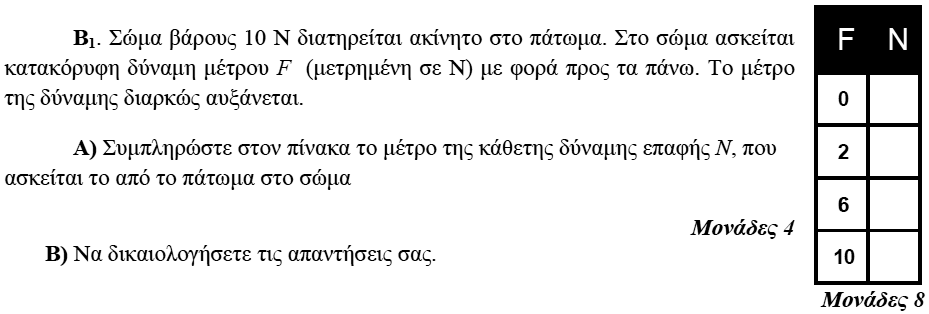 Β1. Σώμα βάρους 10 Ν διατηρείται ακίνητο στο πάτωμα. Στο σώμα ασκείται
κατακόρυφη δύναμη μέτρου F (μετρημένη σε Ν) με φορά προς τα πάνω. Το μέτρο
της δύναμης διαρκώς αυξάνεται.
Α) Συμπληρώστε στον πίνακα το μέτρο της κάθετης δύναμης επαφής Ν, που
ασκείται το από το πάτωμα στο σώμα
Μονάδες 4
Β) Να δικαιολογήσετε τις απαντήσεις σας.
F N
0
2
6
10
Μονάδες 8